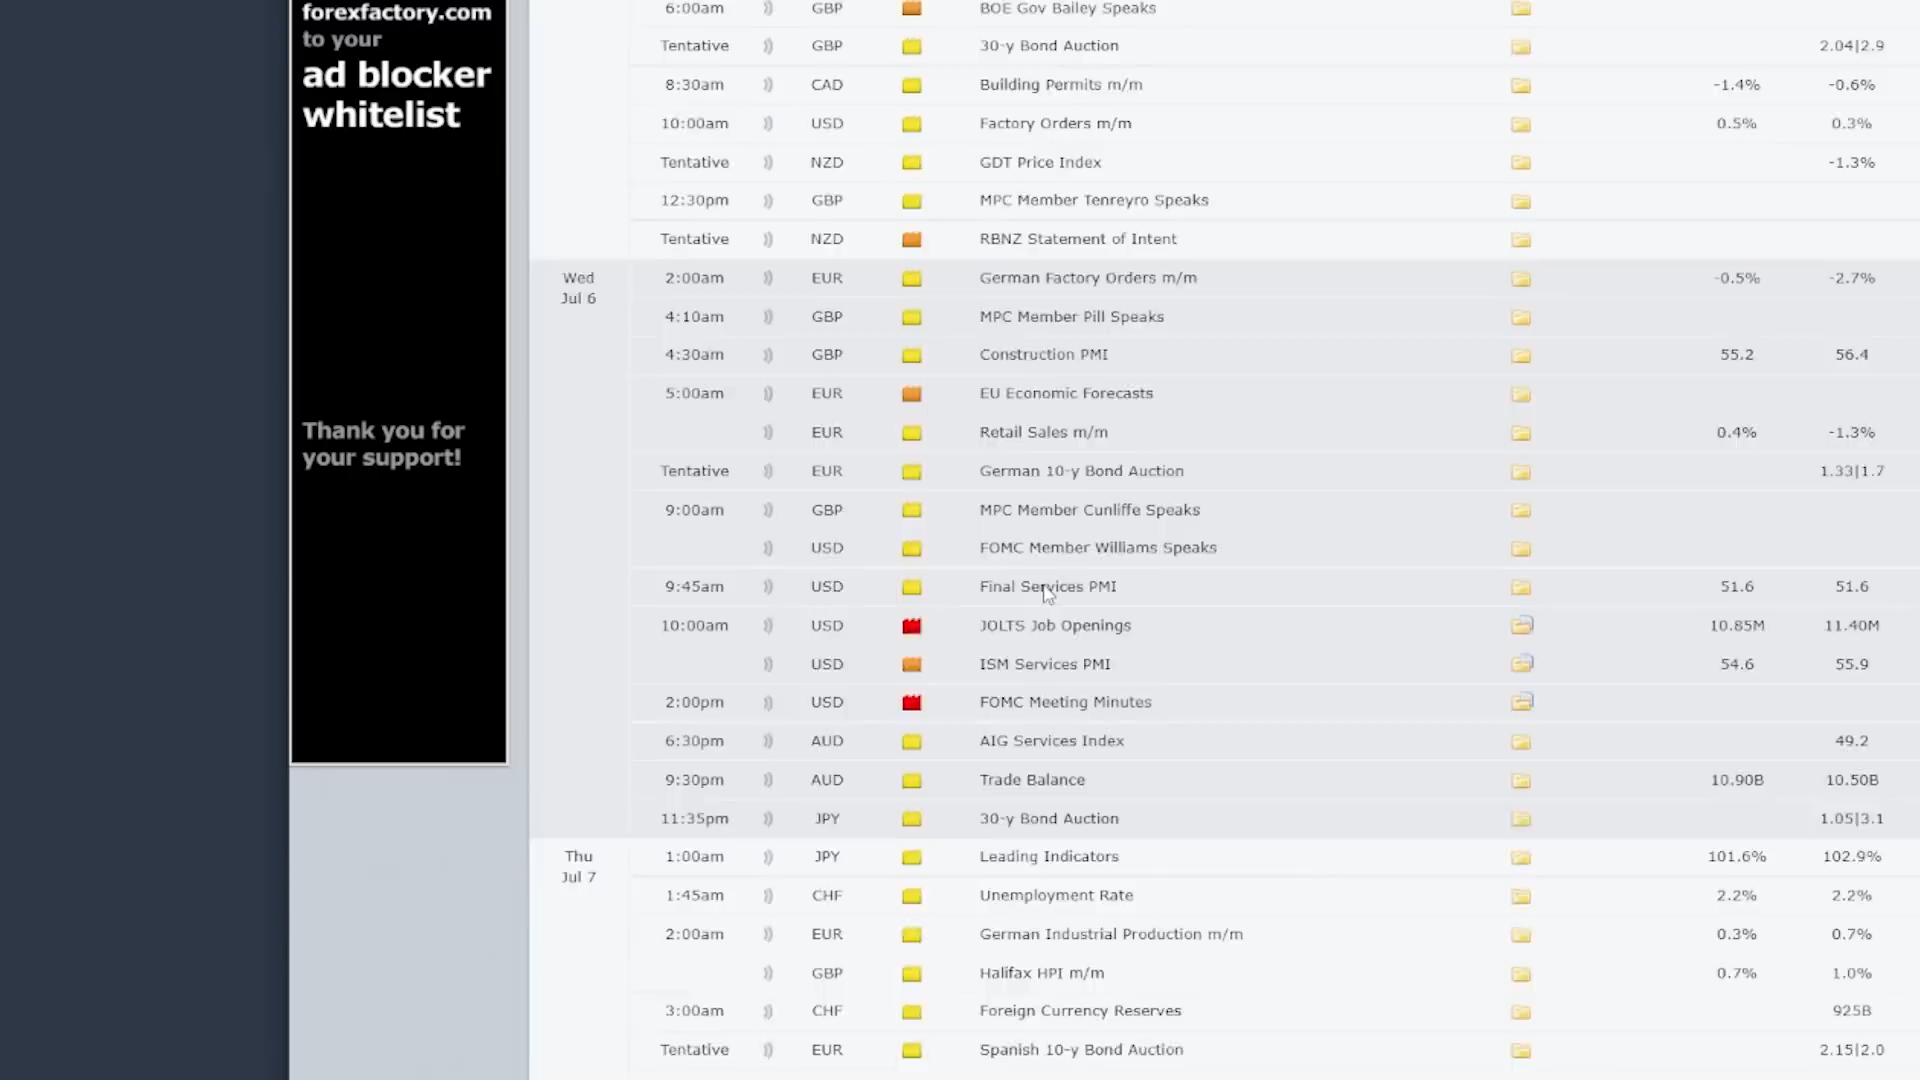 forexfactory.com
to your
ad blocker
whitelist
Thank you for
your support!
6:00am GBP BOE Gov Bailey Speaks
Tentative GBP 30-y Bond Auction 2.04|2.9
8:30am CAD Building Permits m/m -1.4% -0.6%
10:00am USD Factory Orders m/m 0.5% 0.3%
Tentative NZD GDT Price Index -1.3%
12:30pm GBP MPC Member Tenreyro Speaks
Tentative NZD RBNZ Statement of Intent
Wed 2:00am EUR German Factory Orders m/m -0.5% -2.7%
Jul 6
4:10am GBP MPC Member Pill Speaks
4:30am GBP Construction PMI 55.2 56.4
5:00am EUR EU Economic Forecasts
EUR Retail Sales m/m 0.4% -1.3%
Tentative EUR German 10-y Bond Auction 1.33|1.7
9:00am GBP MPC Member Cunliffe Speaks
USD FOMC Member Williams Speaks
9:45am USD Final Services PMI 51.6 51.6
10:00am USD JOLTS Job Openings 10.85M 11.40M
USD ISM Services PMI 54.6 55.9
2:00pm USD FOMC Meeting Minutes
6:30pm AUD AIG Services Index 49.2
9:30pm AUD Trade Balance 10.90B 10.50B
11:35pm JPY 30-y Bond Auction 1.05|3.1
Thu 1:00am JPY Leading Indicators 101.6% 102.9%
Jul 7
1:45am CHF Unemployment Rate 2.2% 2.2%
2:00am EUR German Industrial Production m/m 0.3% 0.7%
GBP Halifax HPI m/m 0.7% 1.0%
3:00am CHF Foreign Currency Reserves 925B
Tentative EUR Spanish 10-y Bond Auction 2.15|2.0